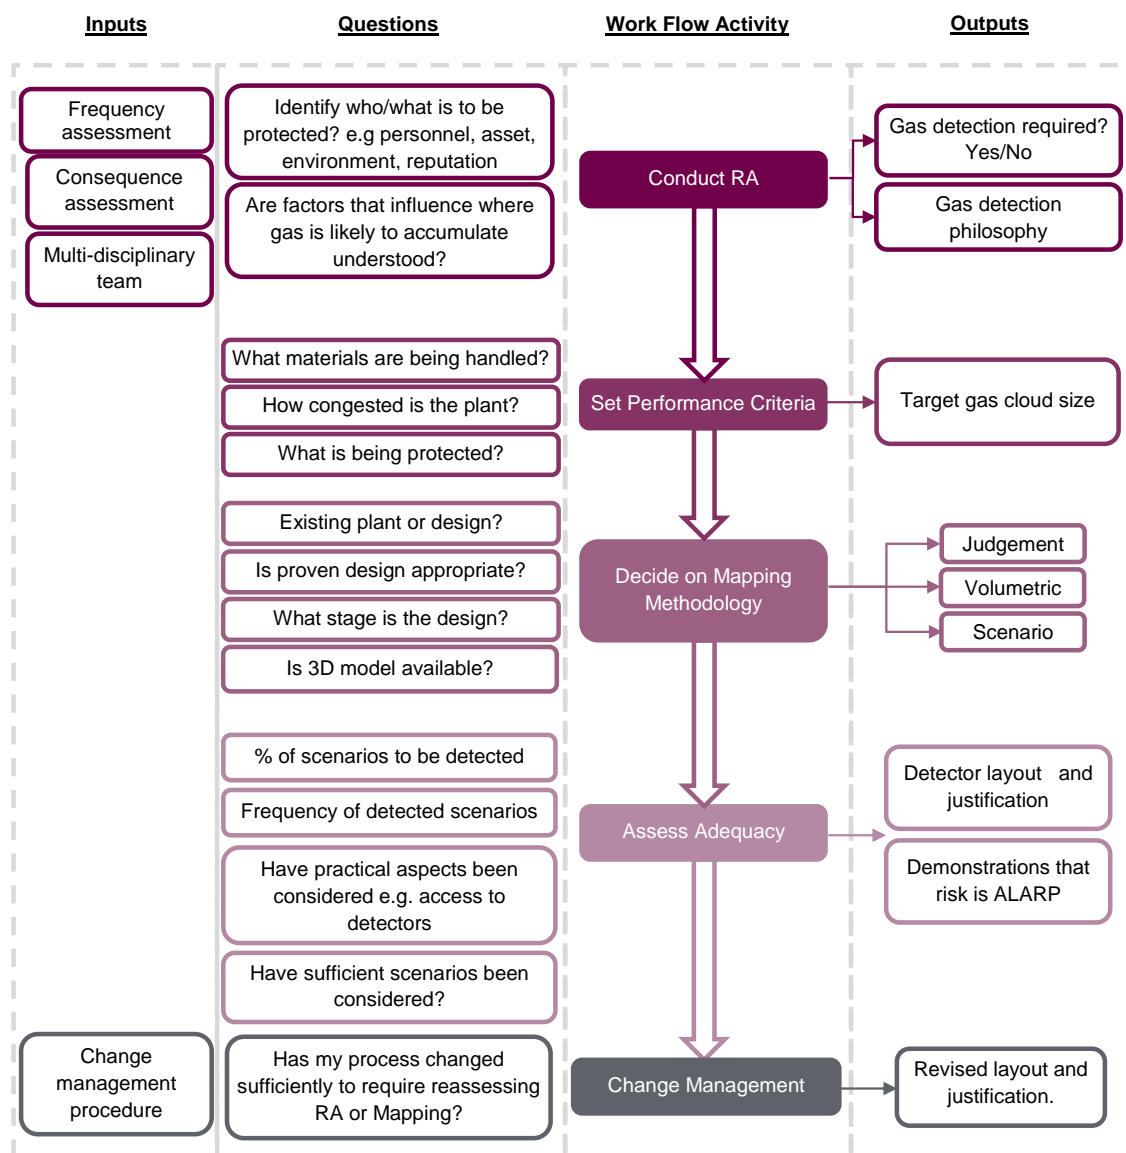 Inputs
Questions
Work Flow Activity
Outputs
Frequency
assessment
Consequence
assessment
Multi-disciplinary
team
Identify who/what is to be
protected? e.g personnel, asset,
environment, reputation
Are factors that influence where
gas is likely to accumulate
understood?
Conduct RA
Gas detection required?
Yes/No
Gas detection
philosophy
What materials are being handled?
How congested is the plant?
What is being protected?
Set Performance Criteria
Target gas cloud size
Existing plant or design?
Is proven design appropriate?
What stage is the design?
Is 3D model available?
Decide on Mapping
Methodology
Judgement
Volumetric
Scenario
% of scenarios to be detected
Frequency of detected scenarios
Have practical aspects been
considered e.g. access to
detectors
Have sufficient scenarios been
considered?
Assess Adequacy
Detector layout and
justification
Demonstrations that
risk is ALARP
Change
management
procedure
Has my process changed
sufficiently to require reassessing
RA or Mapping?
Change Management
Revised layout and
justification.